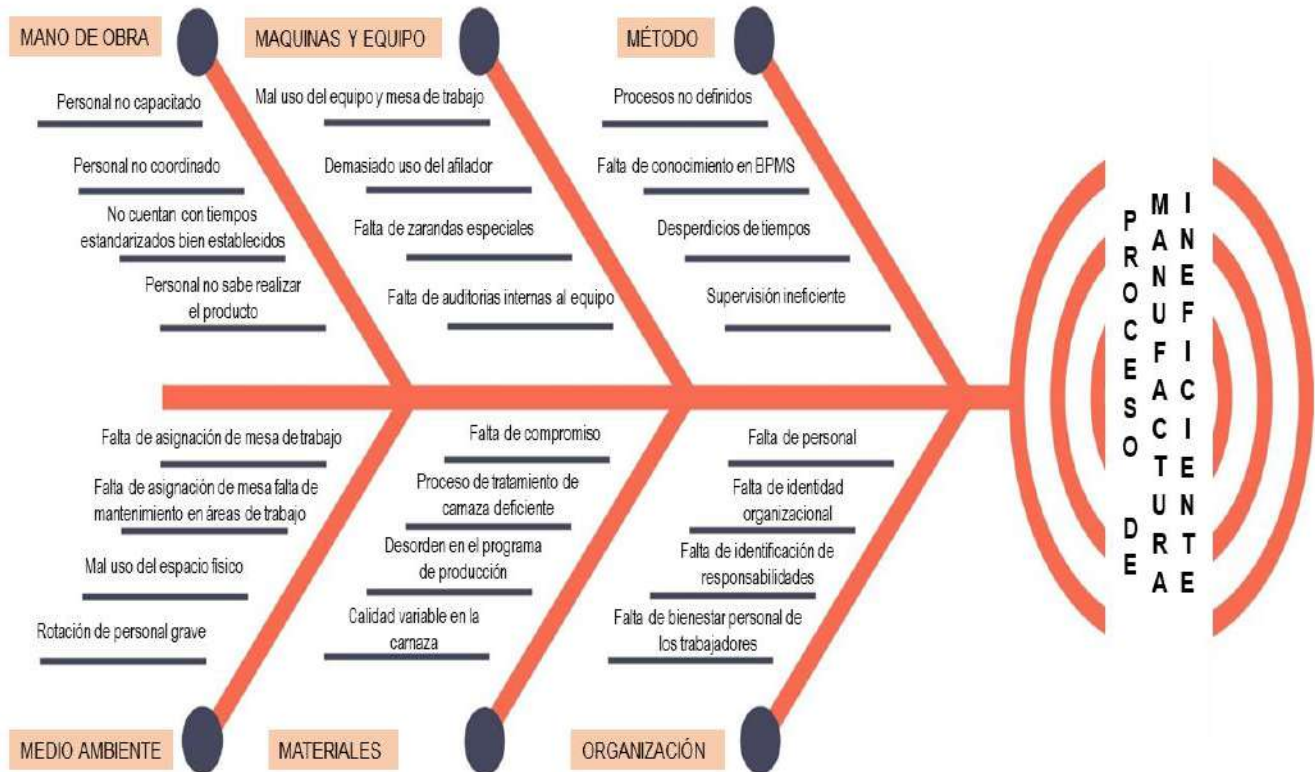 MANO DE OBRA
Personal no capacitado
Personal no coordinado
No cuentan con tiempos
estandarizados bien establecidos
Personal no sabe realizar
el producto
MAQUINAS Y EQUIPO
Mal uso del equipo y mesa de trabajo
Demasiado uso del afilador
Falta de zarandas especiales
Falta de auditorias internas al equipo
MÉTODO
Procesos no definidos
Falta de conocimiento en BPMS
Desperdicios de tiempos
Supervisión ineficiente
PROCESO DE
MANUFACTURA
INEFICIENTE
Falta de asignación de mesa de trabajo
Falta de asignación de mesa falta de
mantenimiento en áreas de trabajo
Mal uso del espacio físico
Rotación de personal grave
MEDIO AMBIENTE
Falta de compromiso
Proceso de tratamiento de
carnaza deficiente
Desorden en el programa
de producción
Calidad variable en la
carnaza
MATERIALES
Falta de personal
Falta de identidad
organizacional
Falta de identificación de
responsabilidades
Falta de bienestar personal de
los trabajadores
ORGANIZACIÓN